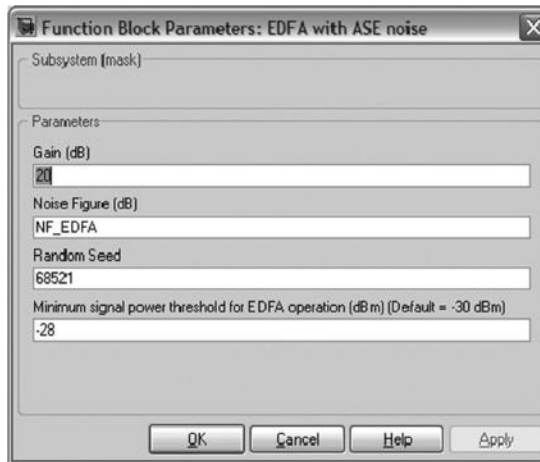 Function Block Parameters: EDFA with ASE noise
Subsystem (mask)
Parameters
Gain (dB)
20
Noise Figure (dB)
NF_EDFA
Random Seed
68521
Minimum signal power threshold for EDFA operation (dBm) (Default = -30 dBm)
-28
OK Cancel Help Apply